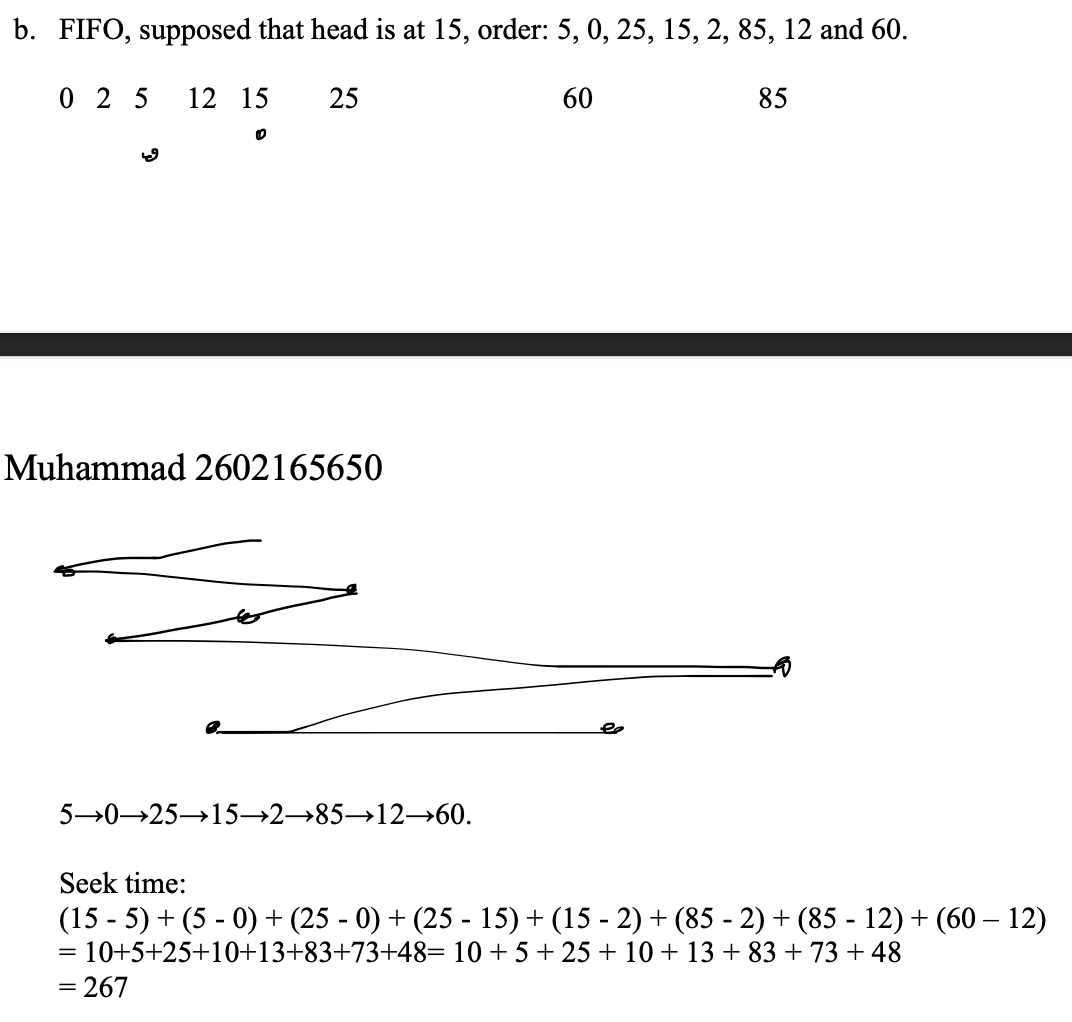 b. FIFO, supposed that head is at 15, order: 5, 0, 25, 15, 2, 85, 12 and 60.
0 2 5 12 15 25 60 85
Muhammad 2602165650
5→0→25→15→2→85→12→60.
Seek time:
(15 - 5) + (5 - 0) + (25 - 0) + (25 - 15) + (15 - 2) + (85 - 2) + (85 - 12) + (60 – 12)
= 10+5+25+10+13+83+73+48= 10 + 5 + 25 + 10 + 13 + 83 + 73 + 48
= 267